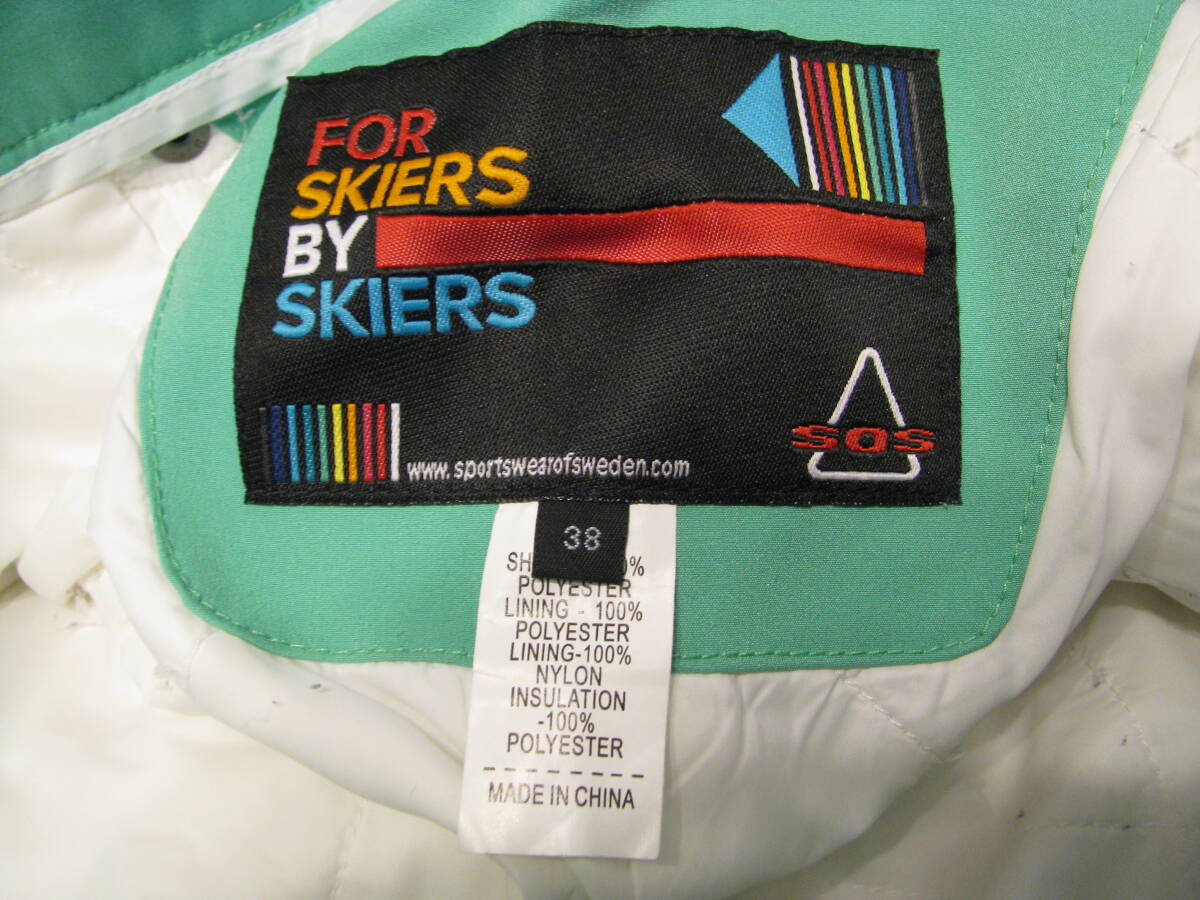 FOR
SKIERS
BY
SKIERS
sos
www.sportswearofsweden.com
38
POLYESTER
LINING - 100%
POLYESTER
LINING-100%
NYLON
INSULATION
-100%
POLYESTER
MADE IN CHINA